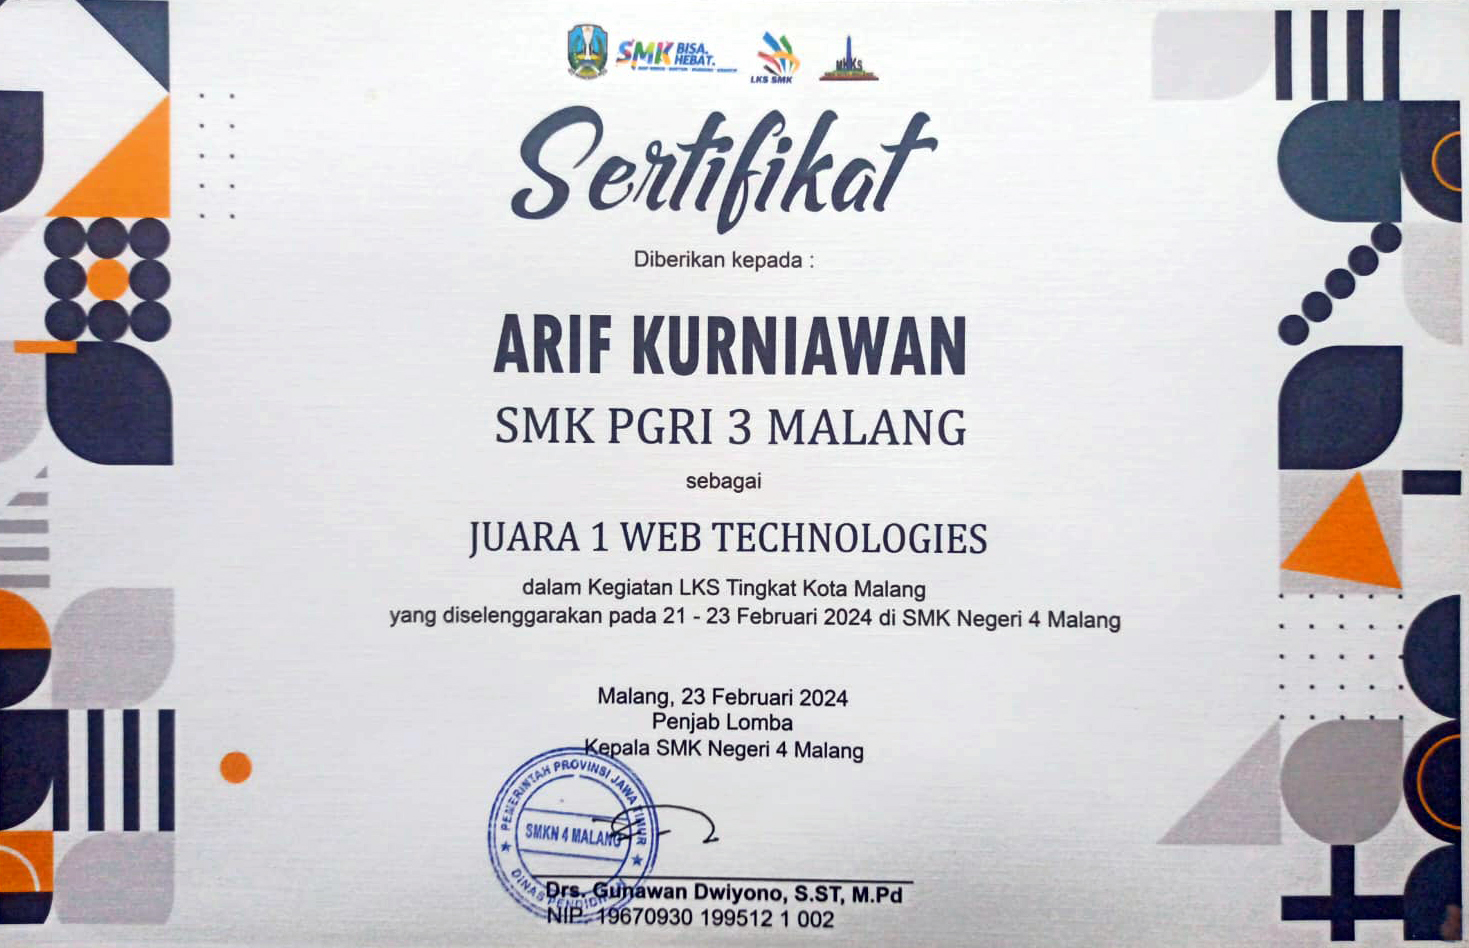 SMK BISA. HEBAT.
LKS SMK
MKKS
Sertifikat
Diberikan kepada :
ARIF KURNIAWAN
SMK PGRI 3 MALANG
sebagai
JUARA 1 WEB TECHNOLOGIES
dalam Kegiatan LKS Tingkat Kota Malang
yang diselenggarakan pada 21 - 23 Februari 2024 di SMK Negeri 4 Malang
Malang, 23 Februari 2024
Penjab Lomba
Kepala SMK Negeri 4 Malang
PEMERINTAH PROVINSI JAWA TIMUR
SMKN 4 MALANG
DINAS PENDIDIKAN
Drs. Gunawan Dwiyono, S.ST, M.Pd
NIP. 19670930 199512 1 002